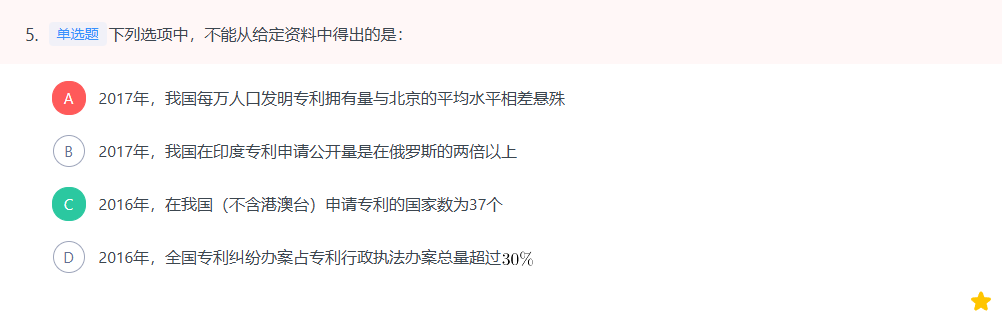 5. 单选题 下列选项中，不能从给定资料中得出的是：
A 2017年，我国每万人口发明专利拥有量与北京的平均水平相差悬殊
B 2017年，我国在印度专利申请公开量是在俄罗斯的两倍以上
C 2016年，在我国（不含港澳台）申请专利的国家数为37个
D 2016年，全国专利纠纷办案占专利行政执法办案总量超过30%